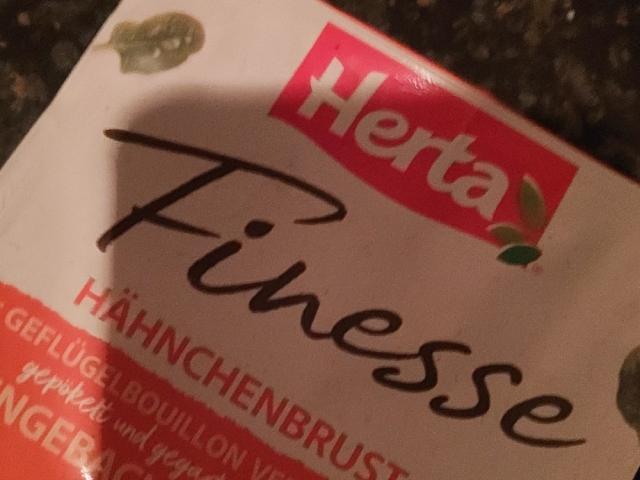 Herta
Finesse
HÄHNCHENBRUST
GEFLÜGELBOUILLON
gepökelt und